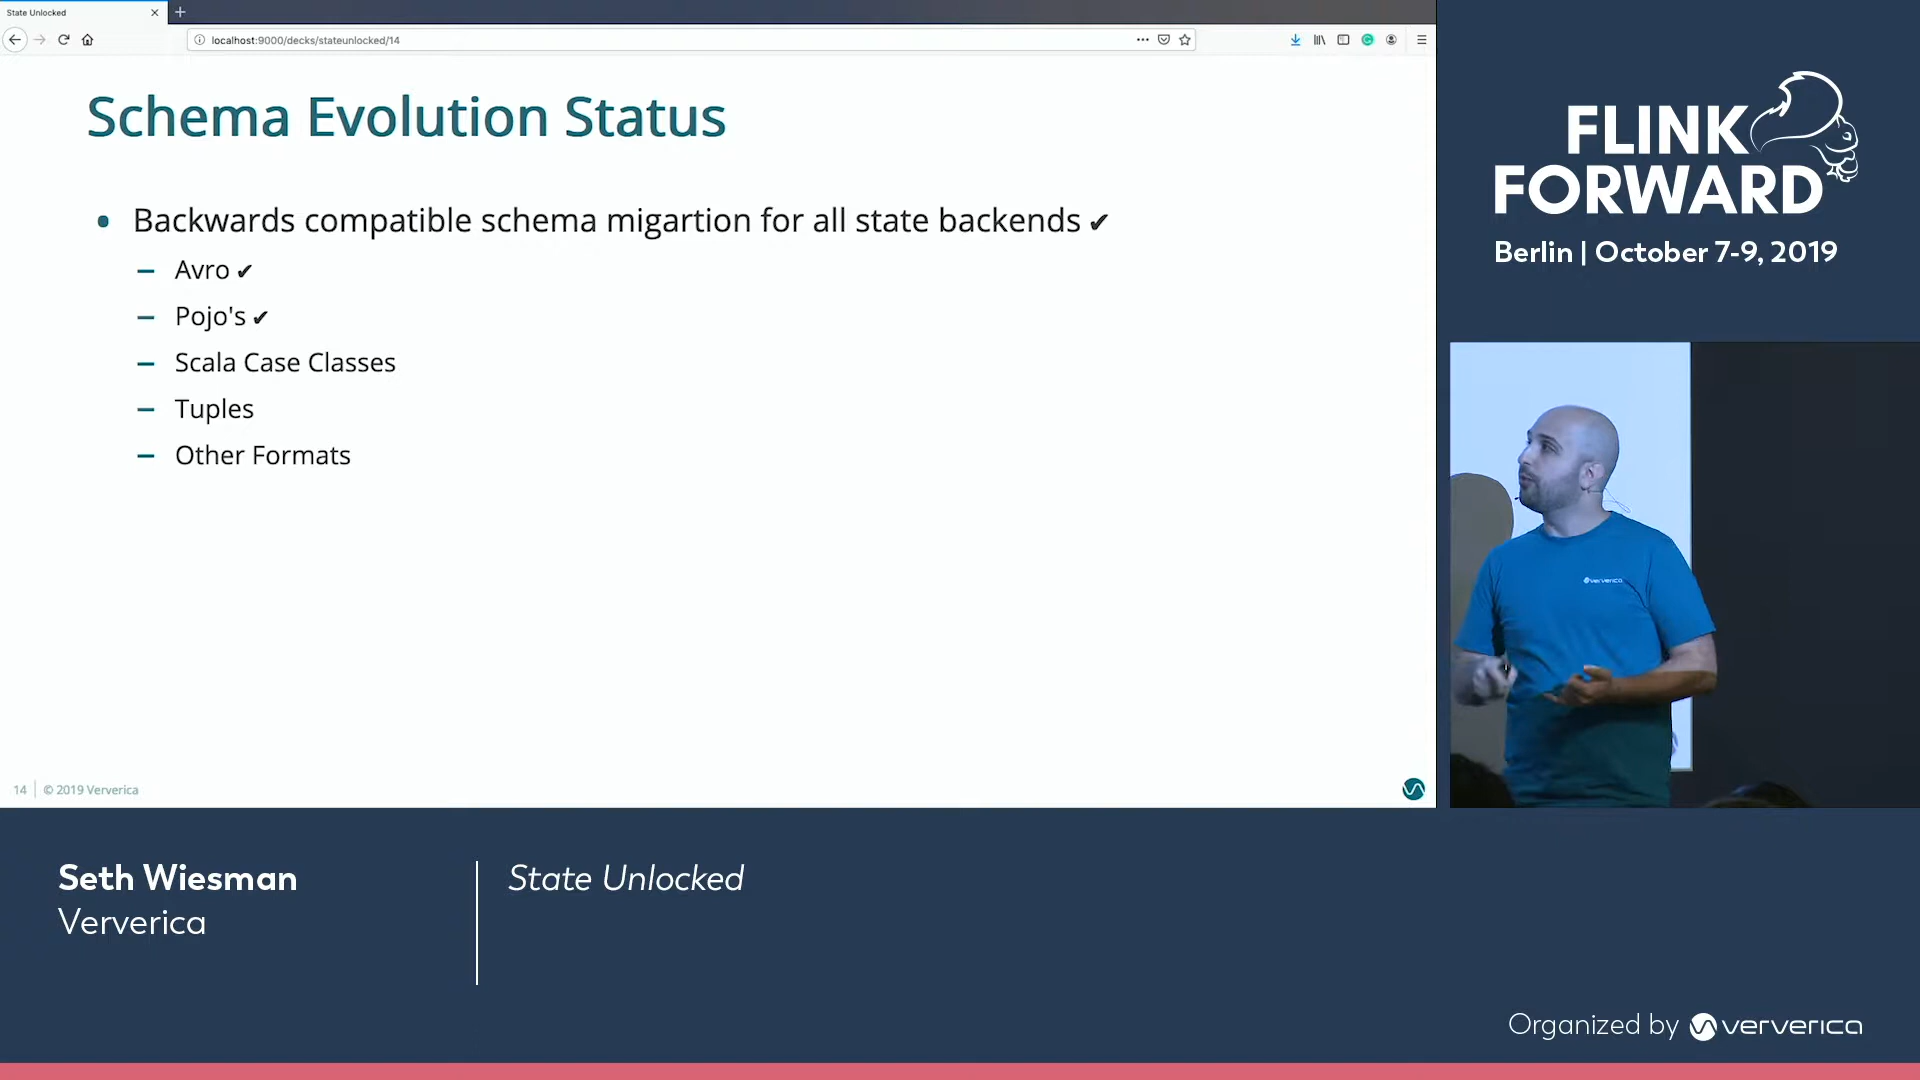 State Unlocked
localhost:9000/decks/stateunlocked/14
Schema Evolution Status
• Backwards compatible schema migartion for all state backends ✔
– Avro ✔
– Pojo's ✔
– Scala Case Classes
– Tuples
– Other Formats
14 | © 2019 Ververica
FLINK
FORWARD
Berlin | October 7-9, 2019
ververica
Seth Wiesman
Ververica
State Unlocked
Organized by ververica